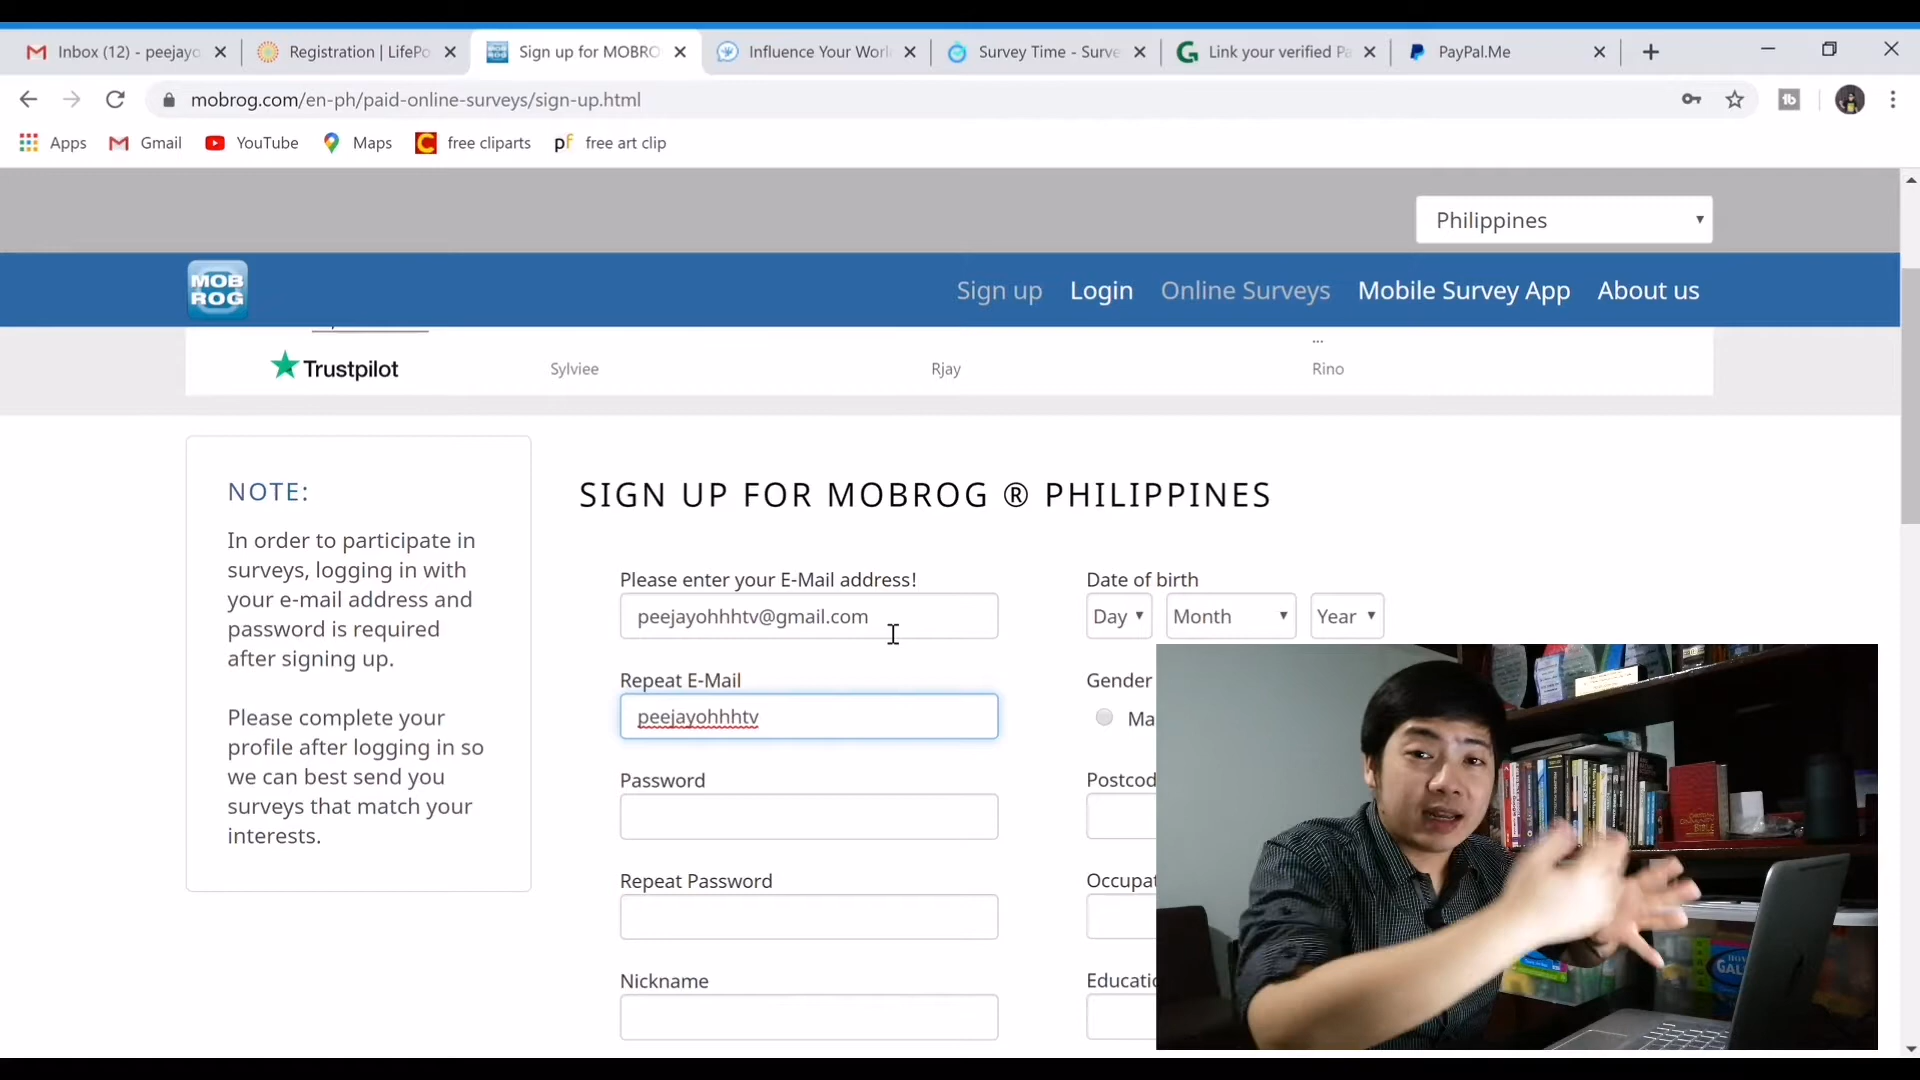 Inbox (12) - peejayo
Registration | LifePo
Sign up for MOBRO
Influence Your Worl
Survey Time - Surve
Link your verified Pa
PayPal.Me
mobrog.com/en-ph/paid-online-surveys/sign-up.html
Apps
Gmail
YouTube
Maps
free cliparts
pf free art clip
Philippines
MOB
ROG
Sign up
Login
Online Surveys
Mobile Survey App
About us
...
Trustpilot
Sylviee
Rjay
Rino
NOTE:
In order to participate in
surveys, logging in with
your e-mail address and
password is required
after signing up.
Please complete your
profile after logging in so
we can best send you
surveys that match your
interests.
SIGN UP FOR MOBROG ® PHILIPPINES
Please enter your E-Mail address!
peejayohhhtv@gmail.com
Repeat E-Mail
peejayohhhtv
Password
Repeat Password
Nickname
Date of birth
Day
Month
Year
Gender
Ma
Postcod
Occupat
Educatio
BIBLE